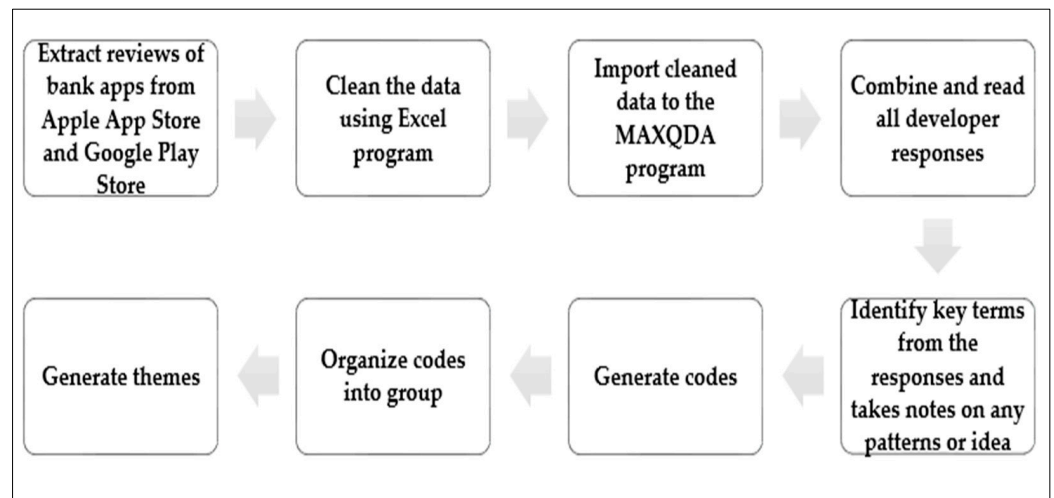 Extract reviews of
bank apps from
Apple App Store
and Google Play
Store
Clean the data
using Excel
program
Import cleaned
data to the
MAXQDA
program
Combine and read
all developer
responses
Identify key terms
from the
responses and
takes notes on any
patterns or idea
Generate codes
Organize codes
into group
Generate themes